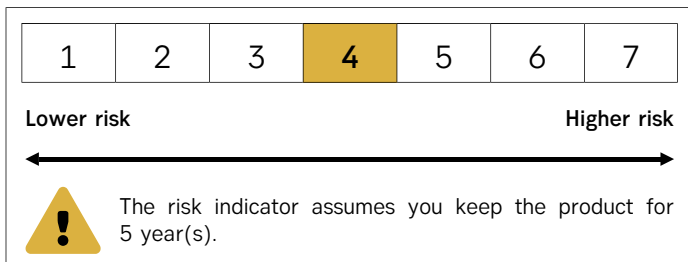 1 2 3 4 5 6 7
Lower risk Higher risk
! The risk indicator assumes you keep the product for
5 year(s).